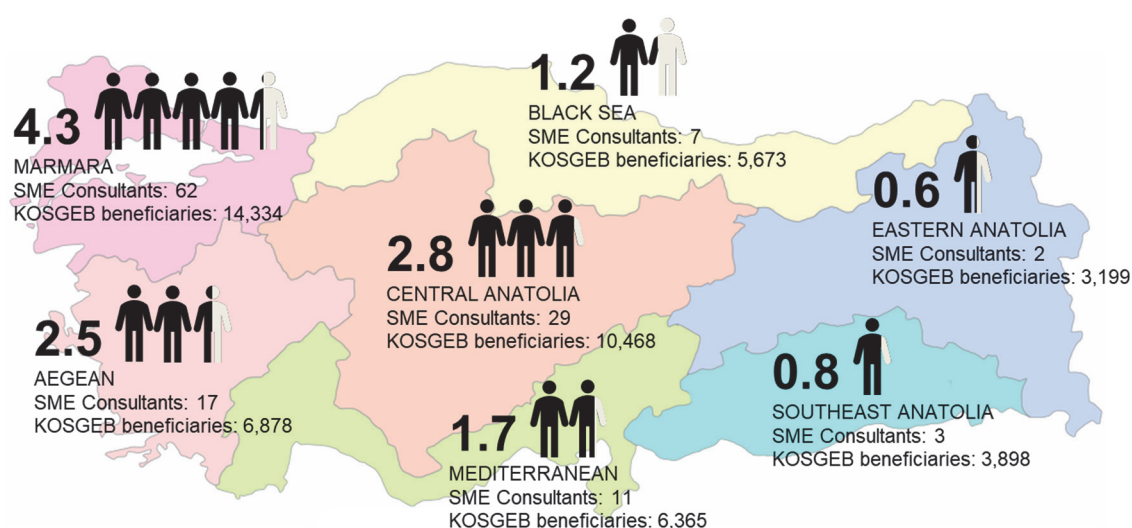 1.2
BLACK SEA
SME Consultants: 7
KOSGEB beneficiaries: 5,673
4.3
MARMARA
SME Consultants: 62
KOSGEB beneficiaries: 14,334
0.6
EASTERN ANATOLIA
SME Consultants: 2
KOSGEB beneficiaries: 3,199
2.8
CENTRAL ANATOLIA
SME Consultants: 29
KOSGEB beneficiaries: 10,468
2.5
AEGEAN
SME Consultants: 17
KOSGEB beneficiaries: 6,878
0.8
SOUTHEAST ANATOLIA
SME Consultants: 3
KOSGEB beneficiaries: 3,898
1.7
MEDITERRANEAN
SME Consultants: 11
KOSGEB beneficiaries: 6,365